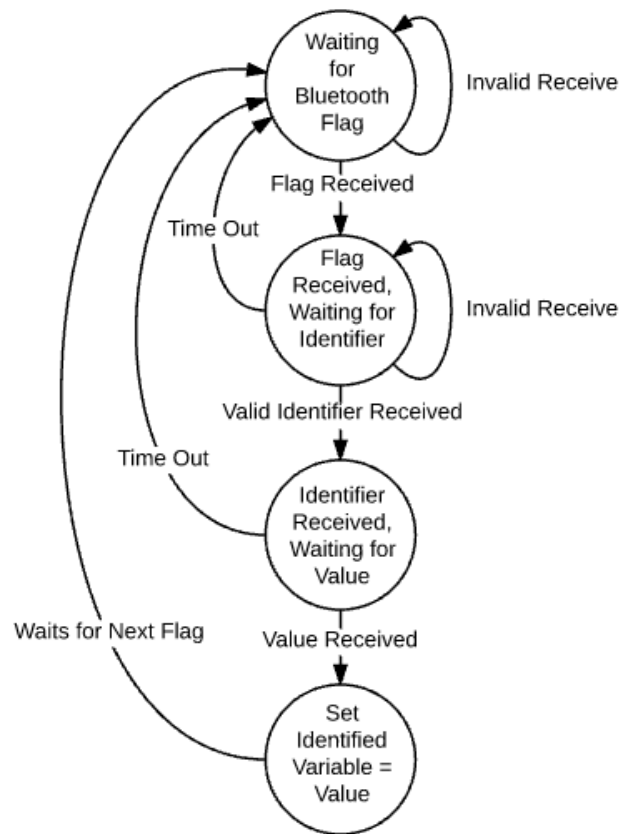 Waiting
for
Bluetooth
Flag
Invalid Receive
Flag Received
Time Out
Flag
Received,
Waiting for
Identifier
Invalid Receive
Valid Identifier Received
Time Out
Identifier
Received,
Waiting for
Value
Waits for Next Flag
Value Received
Set
Identified
Variable =
Value